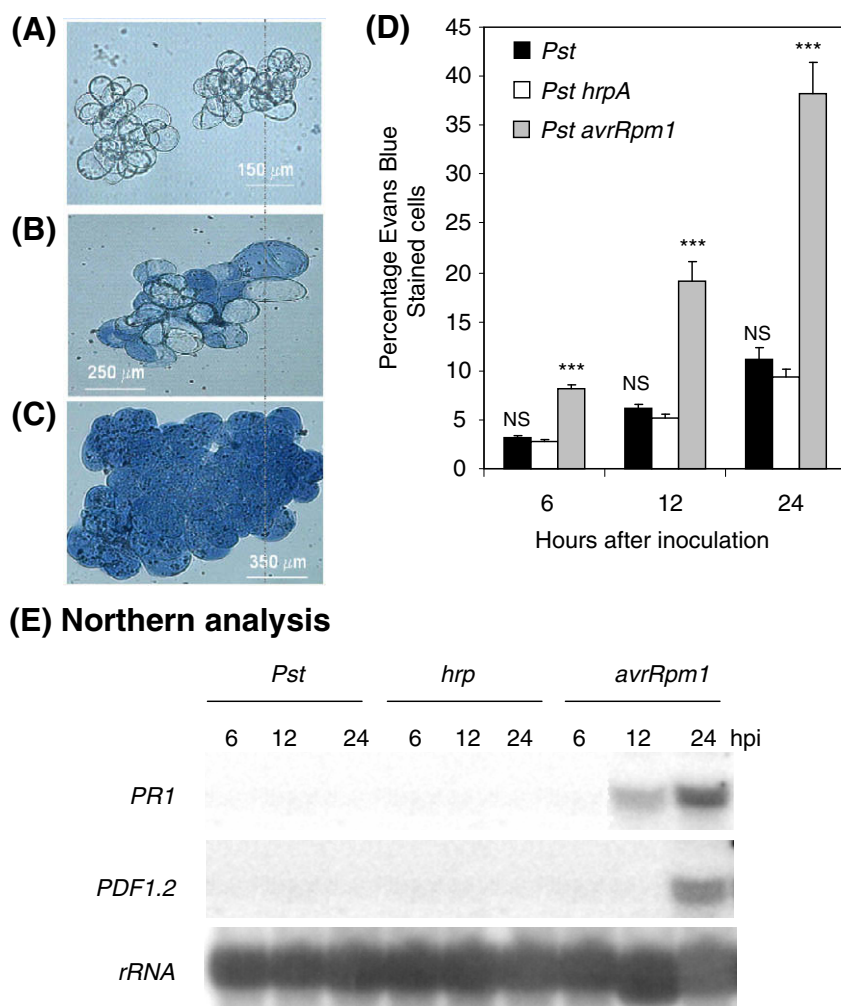 (A)
150 μm
(B)
250 μm
(C)
350 μm
(D)
Percentage Evans Blue
Stained cells
45
40
35
30
25
20
15
10
5
0
Pst
Pst hrpA
Pst avrRpm1
NS
***
NS
***
NS
***
6 12 24
Hours after inoculation
(E) Northern analysis
Pst hrp avrRpm1
6 12 24 6 12 24 6 12 24 hpi
PR1
PDF1.2
rRNA